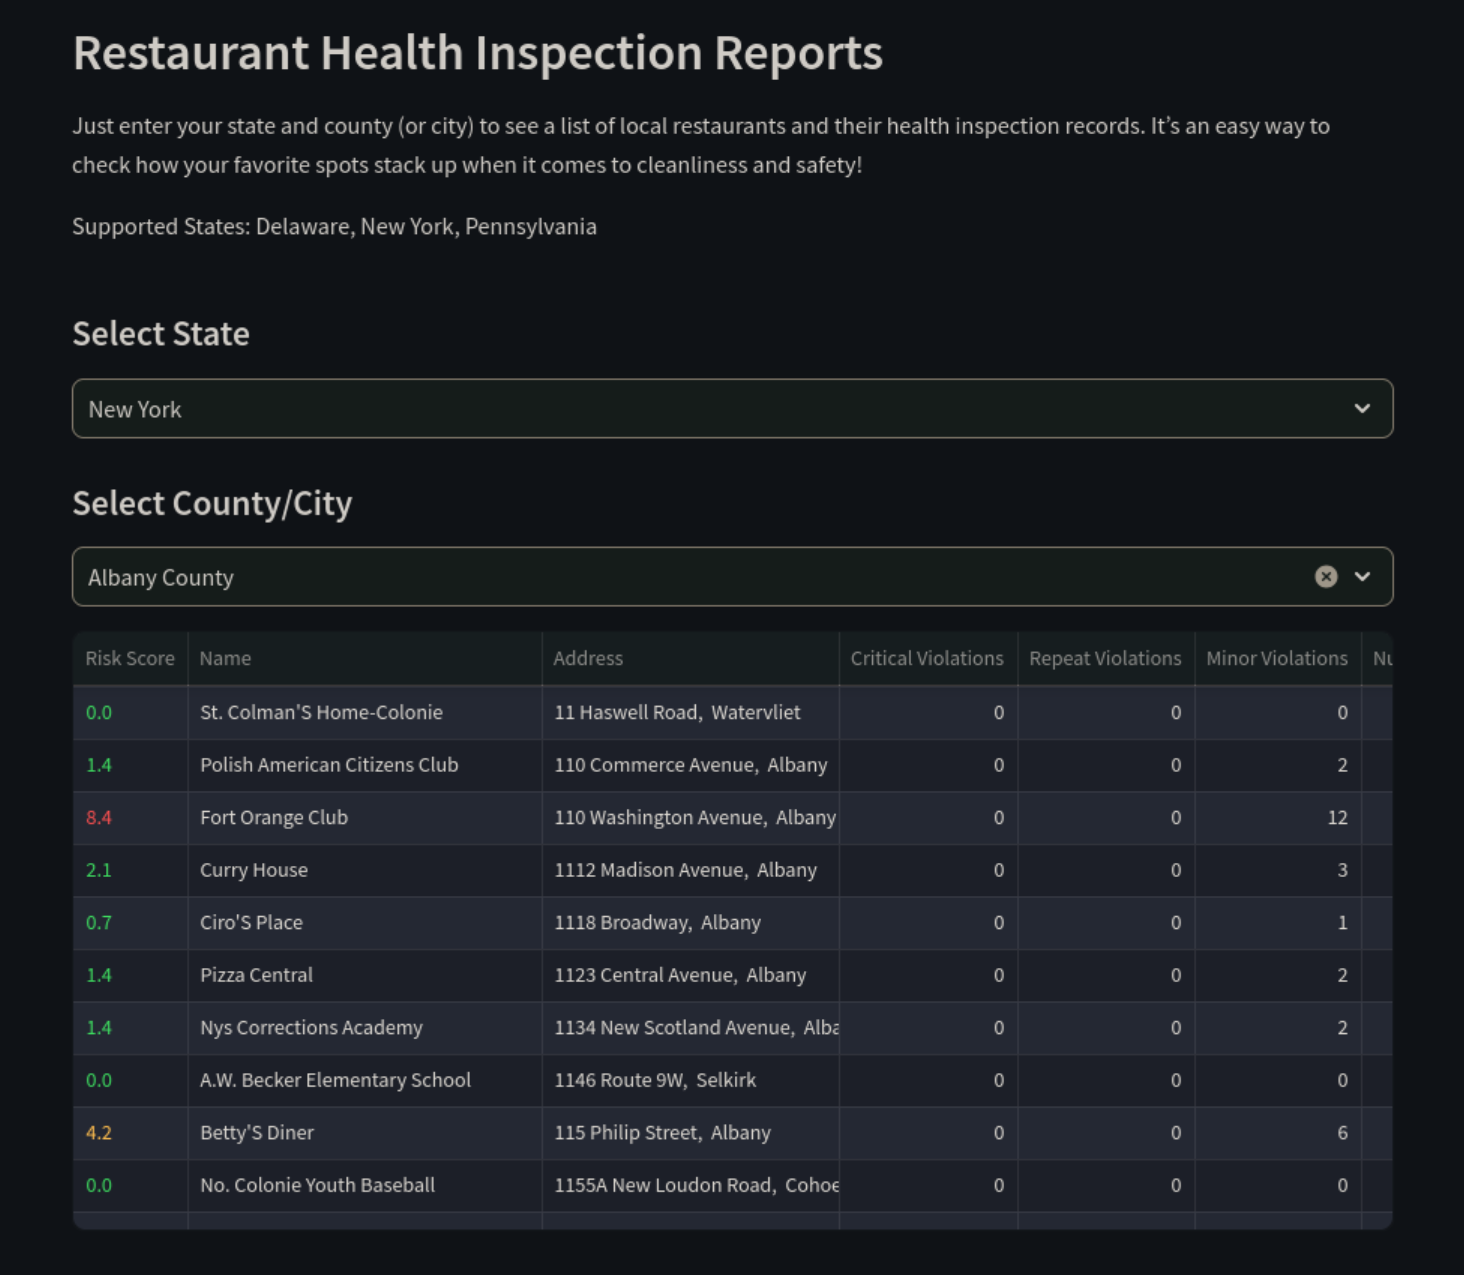 Restaurant Health Inspection Reports
Just enter your state and county (or city) to see a list of local restaurants and their health inspection records. It’s an easy way to
check how your favorite spots stack up when it comes to cleanliness and safety!
Supported States: Delaware, New York, Pennsylvania
Select State
New York
Select County/City
Albany County
Risk Score Name Address Critical Violations Repeat Violations Minor Violations
0.0 St. Colman'S Home-Colonie 11 Haswell Road, Watervliet 0 0 0
1.4 Polish American Citizens Club 110 Commerce Avenue, Albany 0 0 2
8.4 Fort Orange Club 110 Washington Avenue, Albany 0 0 12
2.1 Curry House 1112 Madison Avenue, Albany 0 0 3
0.7 Ciro'S Place 1118 Broadway, Albany 0 0 1
1.4 Pizza Central 1123 Central Avenue, Albany 0 0 2
1.4 Nys Corrections Academy 1134 New Scotland Avenue, Alba 0 0 2
0.0 A.W. Becker Elementary School 1146 Route 9W, Selkirk 0 0 0
4.2 Betty'S Diner 115 Philip Street, Albany 0 0 6
0.0 No. Colonie Youth Baseball 1155A New Loudon Road, Cohoe 0 0 0